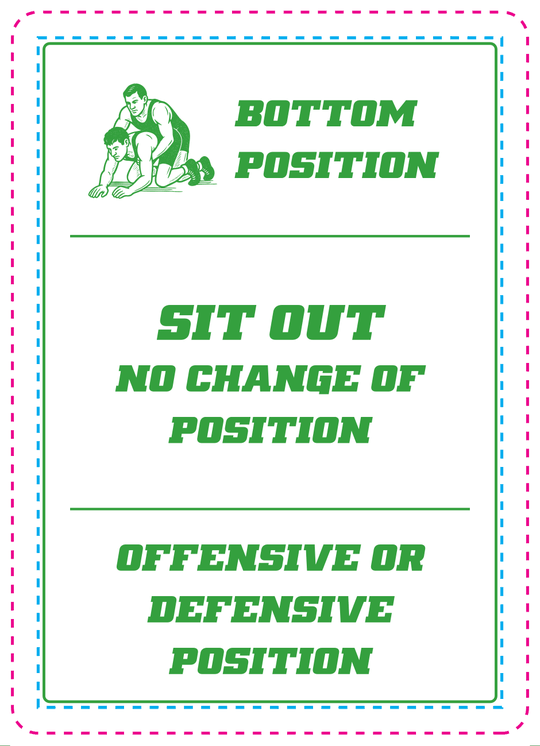 BOTTOM
POSITION
SIT OUT
NO CHANGE OF
POSITION
OFFENSIVE OR
DEFENSIVE
POSITION